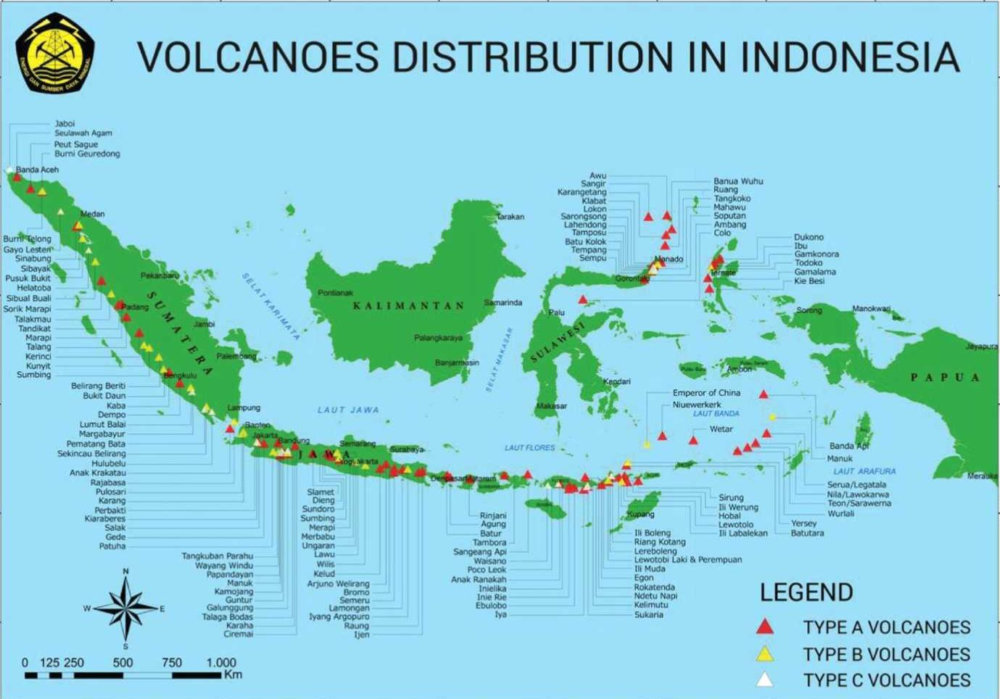 VOLCANOES DISTRIBUTION IN INDONESIA
ENERGI DAN SUMBER DAYA MINERAL
Jaboi
Seulawah Agam
Peut Sague
Burni Geuredong
Banda Aceh
Medan
Burni Telong
Gayo Lesten
Sinabung
Sibayak
Pusuk Bukit
Helatoba
Sibual Buali
Sorik Marapi
Talakmau
Tandikat
Marapi
Talang
Kerinci
Kunyit
Sumbing
Belirang Beriti
Bukit Daun
Kaba
Dempo
Lumut Balai
Margabayur
Pematang Bata
Sekincau Belirang
Hulubelu
Anak Krakatau
Rajabasa
Pulosari
Karang
Perbakti
Kiaraberes
Salak
Gede
Patuha
Tangkuban Parahu
Wayang Windu
Papandayan
Manuk
Kamojang
Guntur
Galunggung
Talaga Bodas
Karaha
Ciremai
Pekanbaru
Padang
SUMATERA
Jambi
Palembang
Bengkulu
Lampung
Banten
Jakarta
Bandung
JAWA
Semarang
Yogyakarta
Surabaya
Denpasar
Mataram
SELAT KARIMATA
LAUT JAWA
Pontianak
KALIMANTAN
Tarakan
Samarinda
Palangkaraya
Banjarmasin
SELAT MAKASAR
Slamet
Dieng
Sundoro
Sumbing
Merapi
Merbabu
Ungaran
Lawu
Wilis
Kelud
Arjuno Welirang
Bromo
Semeru
Lamongan
Iyang Argopuro
Raung
Ijen
Rinjani
Agung
Batur
Tambora
Sangeang Api
Waisano
Poco Leok
Anak Ranakah
Inielika
Inie Rie
Ebulobo
Iya
Awu
Sangir
Karangetang
Klabat
Lokon
Sarongsong
Lahendong
Tamposu
Batu Kolok
Tempang
Sempu
Banua Wuhu
Ruang
Tangkoko
Mahawu
Soputan
Ambang
Colo
Dukono
Ibu
Gamkonora
Todoko
Gamalama
Kie Besi
Manado
Gorontalo
Ternate
Palu
SULAWESI
Kendari
Makasar
LAUT FLORES
Sorong
Manokwari
Jayapura
PAPUA
Merauke
Pulau Buru
Pulau Seram
Ambon
Emperor of China
Niuewerkerk
LAUT BANDA
Wetar
Banda Api
Manuk
LAUT ARAFURA
Serua/Legatala
Nila/Lawokarwa
Teon/Sarawerna
Wurlali
Yersey
Batutara
Kupang
Sirung
Ili Werung
Hobal
Lewotolo
Ili Labalekan
Ili Boleng
Riang Kotang
Lereboleng
Lewotobi Laki & Perempuan
Ili Muda
Egon
Rokatenda
Ndetu Napi
Kelimutu
Sukaria
N
W
E
S
0 125 250 500 750 1.000
Km
LEGEND
TYPE A VOLCANOES
TYPE B VOLCANOES
TYPE C VOLCANOES